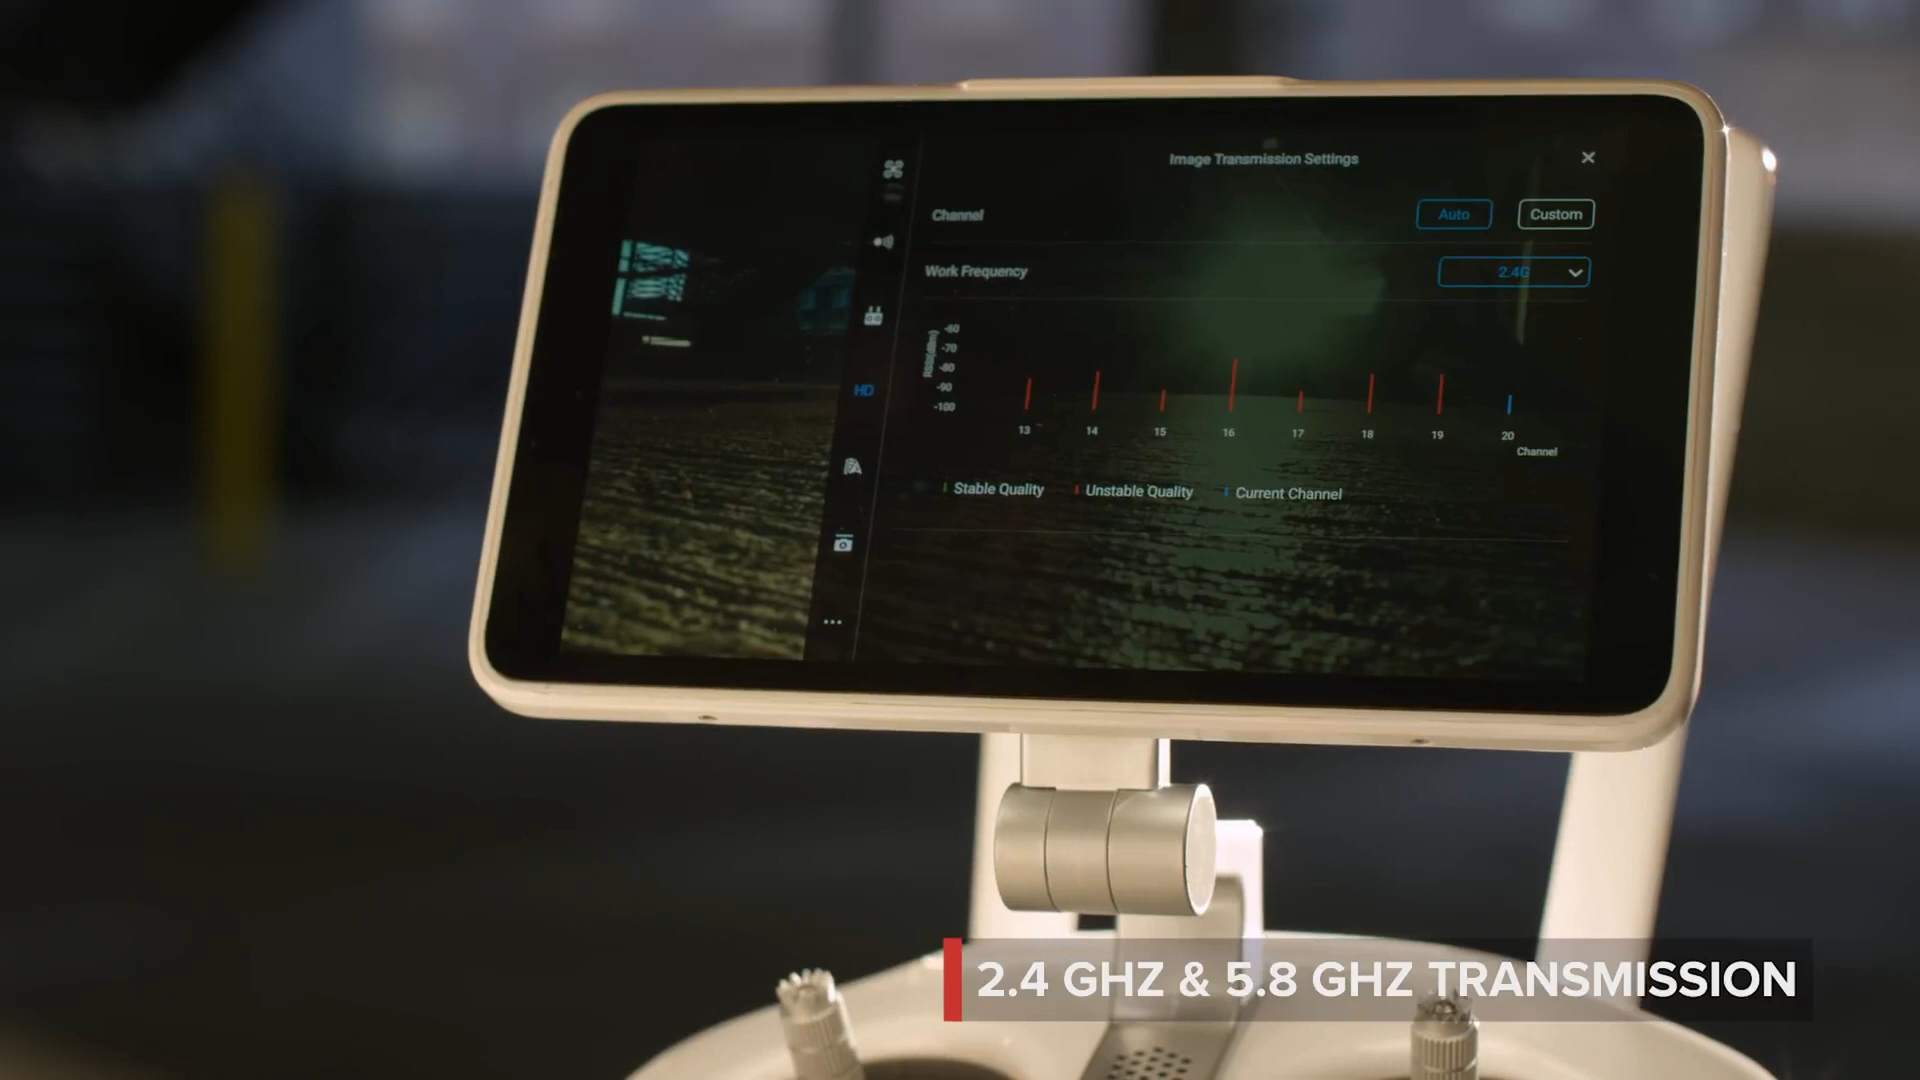 Image Transmission Settings
Channel
Auto
Custom
Work Frequency
2.4G
RSSI(dBm)
-60
-70
-80
-90
-100
HD
13
14
15
16
17
18
19
20
Channel
Stable Quality
Unstable Quality
Current Channel
2.4 GHZ & 5.8 GHZ TRANSMISSION